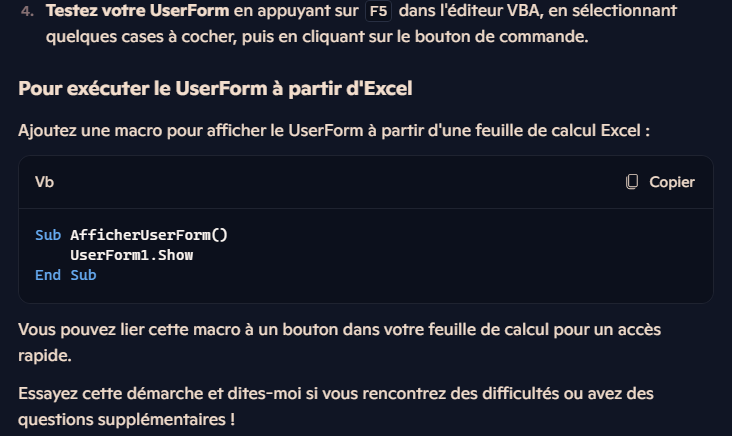 4. Testez votre UserForm en appuyant sur F5 dans l'éditeur VBA, en sélectionnant
quelques cases à cocher, puis en cliquant sur le bouton de commande.
Pour exécuter le UserForm à partir d'Excel
Ajoutez une macro pour afficher le UserForm à partir d'une feuille de calcul Excel :
Vb
Copier
Sub AfficherUserForm()
    UserForm1.Show
End Sub
Vous pouvez lier cette macro à un bouton dans votre feuille de calcul pour un accès
rapide.
Essayez cette démarche et dites-moi si vous rencontrez des difficultés ou avez des
questions supplémentaires !